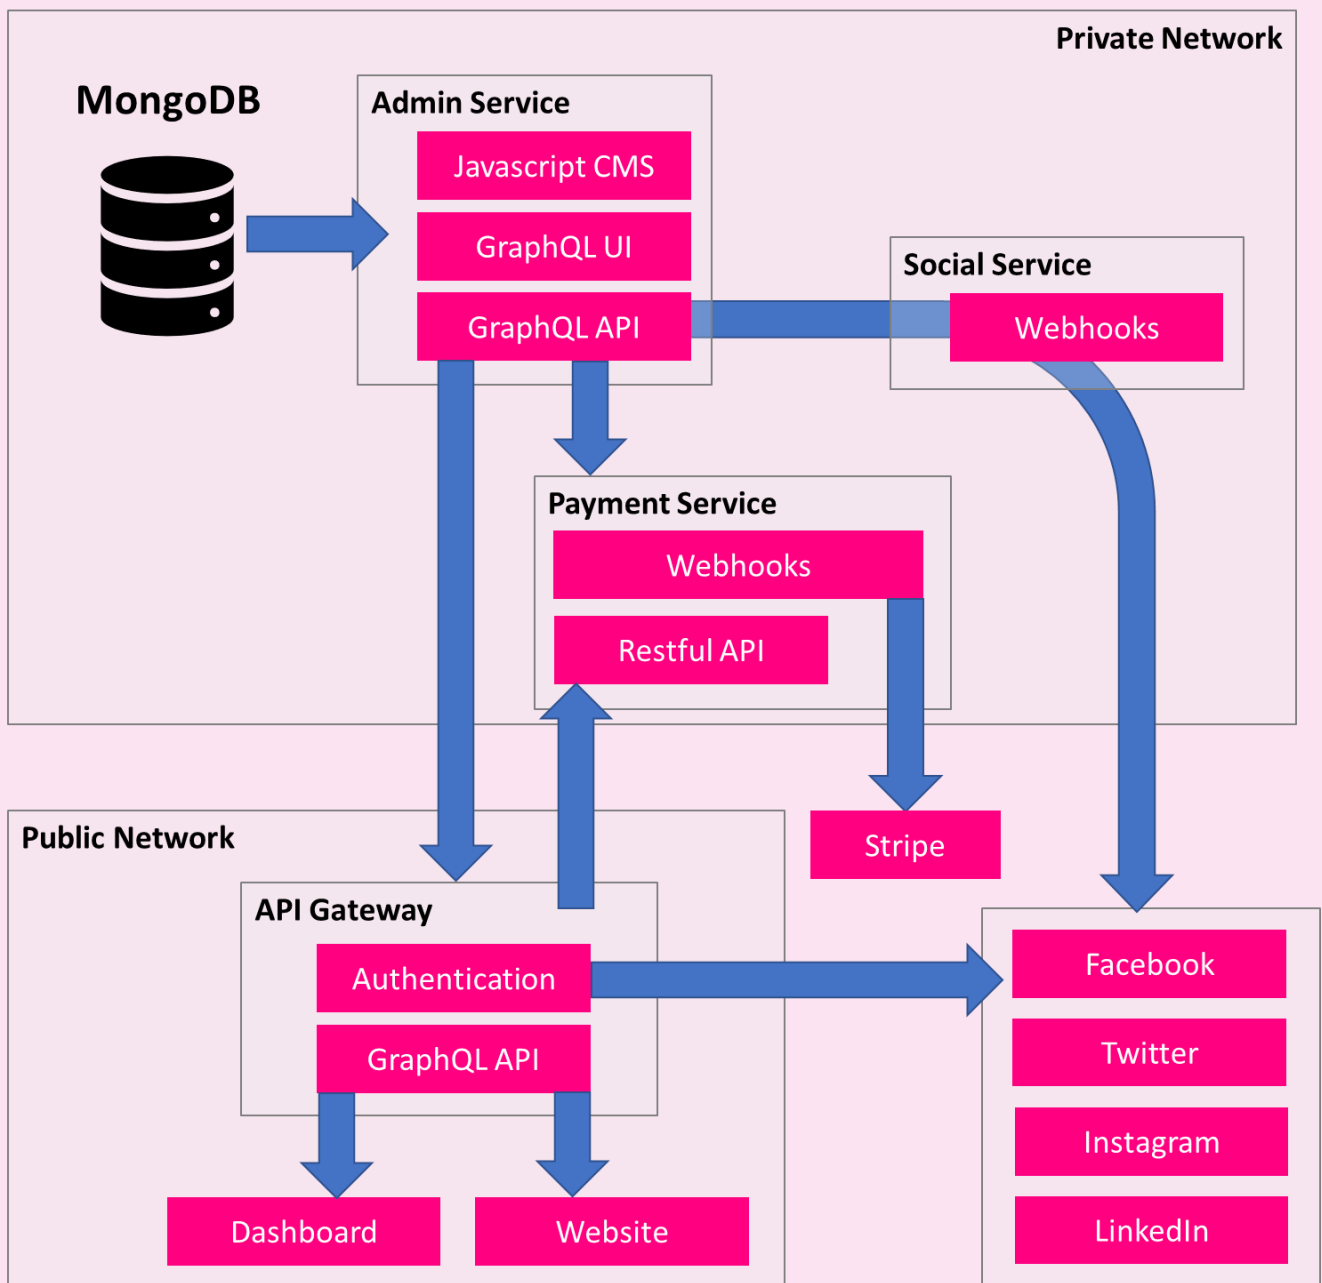 Private Network
MongoDB
Admin Service
Javascript CMS
GraphQL UI
GraphQL API
Social Service
Webhooks
Payment Service
Webhooks
Restful API
Public Network
Stripe
API Gateway
Authentication
GraphQL API
Dashboard
Website
Facebook
Twitter
Instagram
LinkedIn